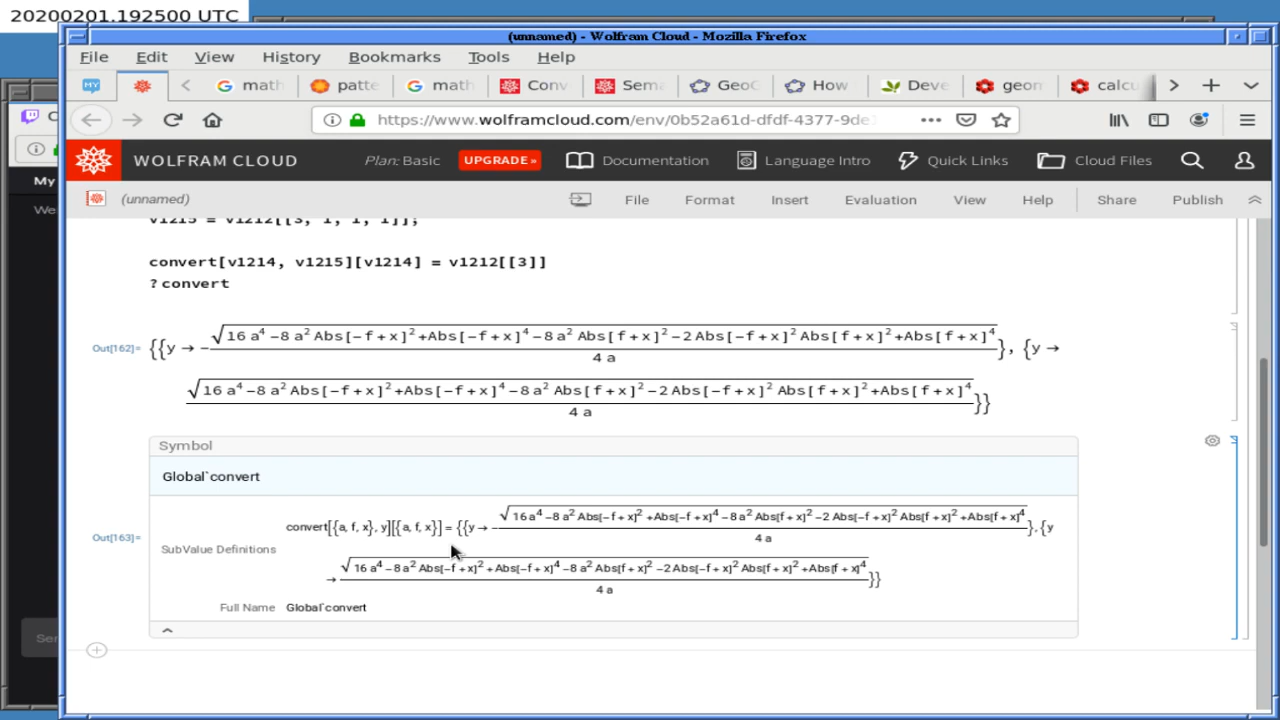 20200201.192500 UTC
(unnamed) - Wolfram Cloud - Mozilla Firefox
File Edit View History Bookmarks Tools Help
math patte math Conv Sema GeoG How Deve geom calcu
https://www.wolframcloud.com/env/0b52a61d-dfdf-4377-9de
My
WOLFRAM CLOUD Plan: Basic UPGRADE » Documentation Language Intro Quick Links Cloud Files
(unnamed) File Format Insert Evaluation View Help Share Publish
v1215 = v1212[[3, 1, 1, 1]];
convert[v1214, v1215][v1214] = v1212[[3]]
? convert
Out[162]= {{y → -√(16 a^4 -8 a^2 Abs[-f+x]^2 +Abs[-f+x]^4 -8 a^2 Abs[f+x]^2 -2 Abs[-f+x]^2 Abs[f+x]^2 +Abs[f+x]^4) / 4 a}, {y →
√(16 a^4 -8 a^2 Abs[-f+x]^2 +Abs[-f+x]^4 -8 a^2 Abs[f+x]^2 -2 Abs[-f+x]^2 Abs[f+x]^2 +Abs[f+x]^4) / 4 a}}
Symbol
Global`convert
Out[163]=
SubValue Definitions
convert[{a, f, x}, y][{a, f, x}] = {{y → -√(16 a^4 -8 a^2 Abs[-f+x]^2 +Abs[-f+x]^4 -8 a^2 Abs[f+x]^2 -2 Abs[-f+x]^2 Abs[f+x]^2 +Abs[f+x]^4) / 4 a}, {y
→ √(16 a^4 -8 a^2 Abs[-f+x]^2 +Abs[-f+x]^4 -8 a^2 Abs[f+x]^2 -2 Abs[-f+x]^2 Abs[f+x]^2 +Abs[f+x]^4) / 4 a}}
Full Name Global`convert